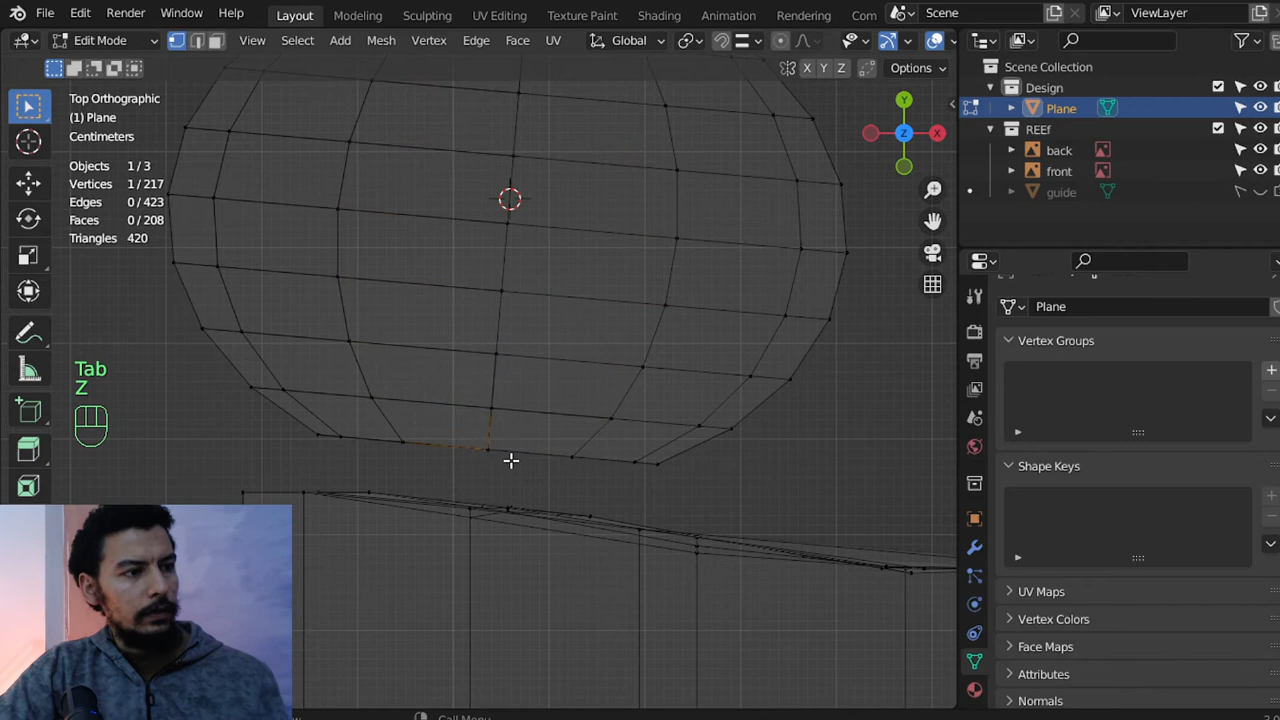 File Edit Render Window Help Layout Modeling Sculpting UV Editing Texture Paint Shading Animation Rendering Com Scene ViewLayer
Edit Mode View Select Add Mesh Vertex Edge Face UV Global
X Y Z Options
Top Orthographic
(1) Plane
Centimeters
Objects 1 / 3
Vertices 1 / 217
Edges 0 / 423
Faces 0 / 208
Triangles 420
Y
Z X
Tab
Z
Scene Collection
Design
Plane
REEf
back
front
guide
Plane
Vertex Groups
Shape Keys
UV Maps
Vertex Colors
Face Maps
Attributes
Normals